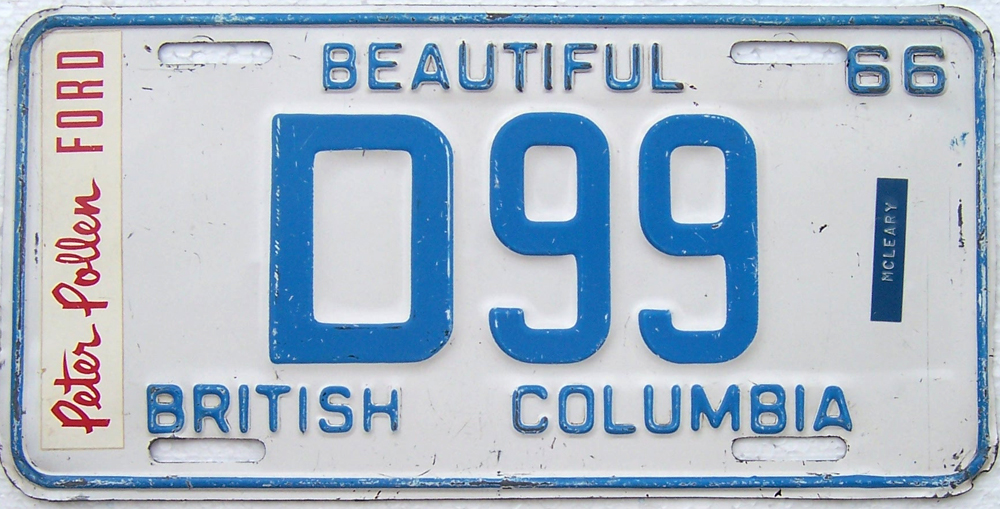 BEAUTIFUL 66
Peter Pollen FORD
D99
MCLEARY
BRITISH COLUMBIA